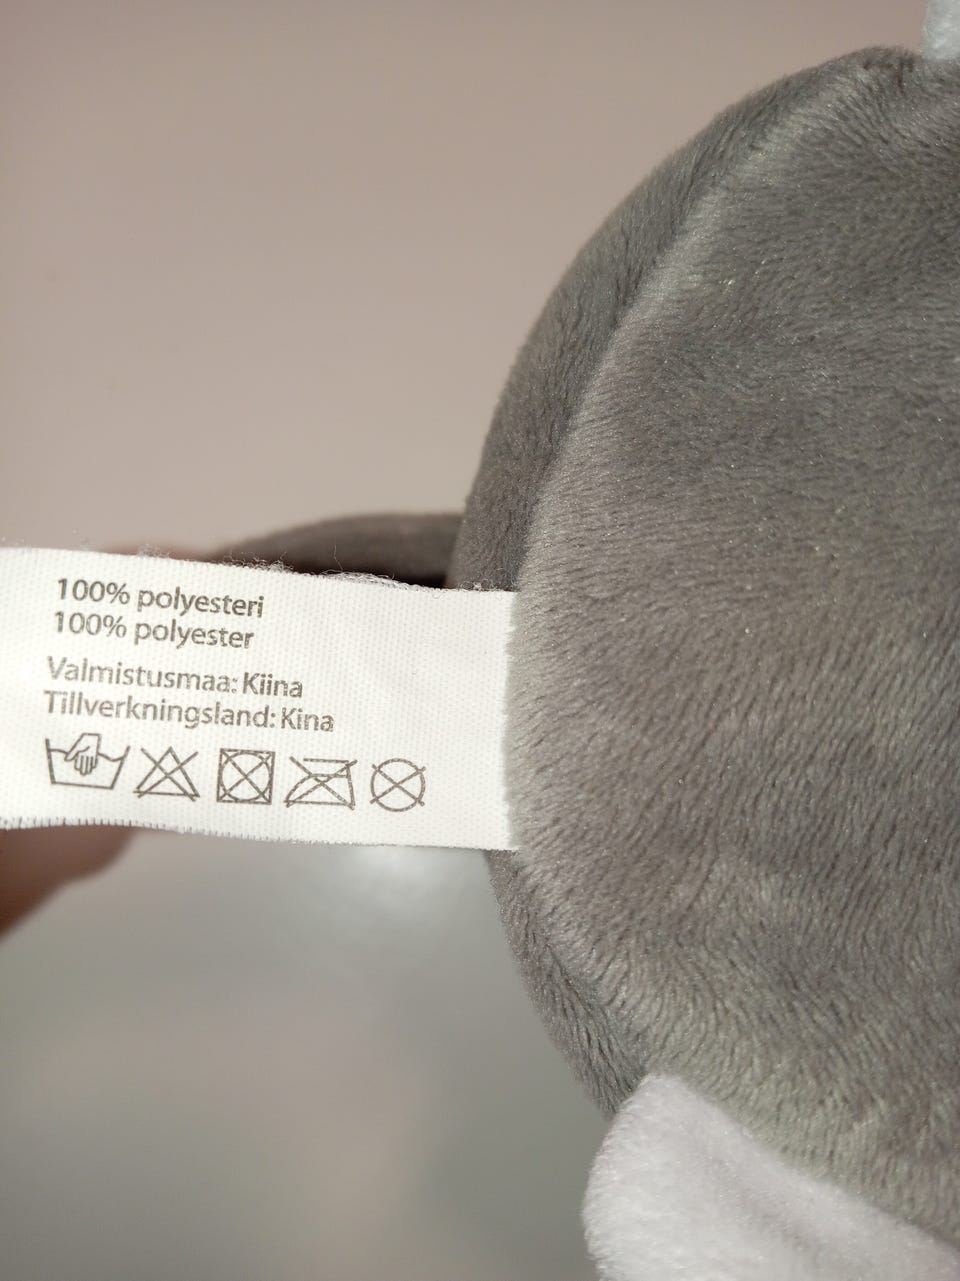 100% polyesteri
100% polyester
Valmistusmaa: Kiina
Tillverkningsland: Kina